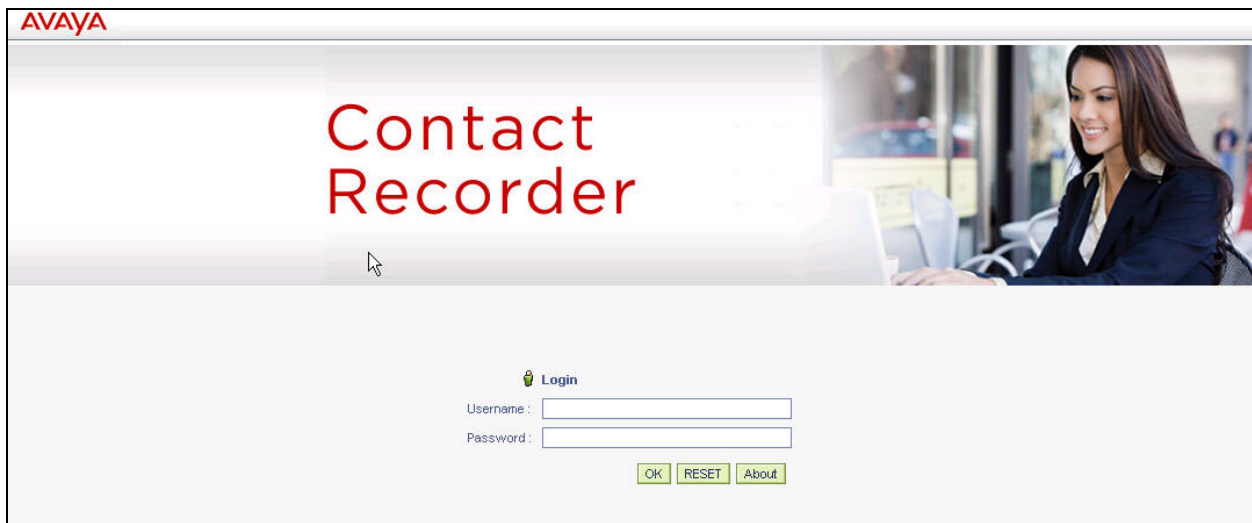 AVAYA
Contact
Recorder
Login
Username :
Password :
OK RESET About